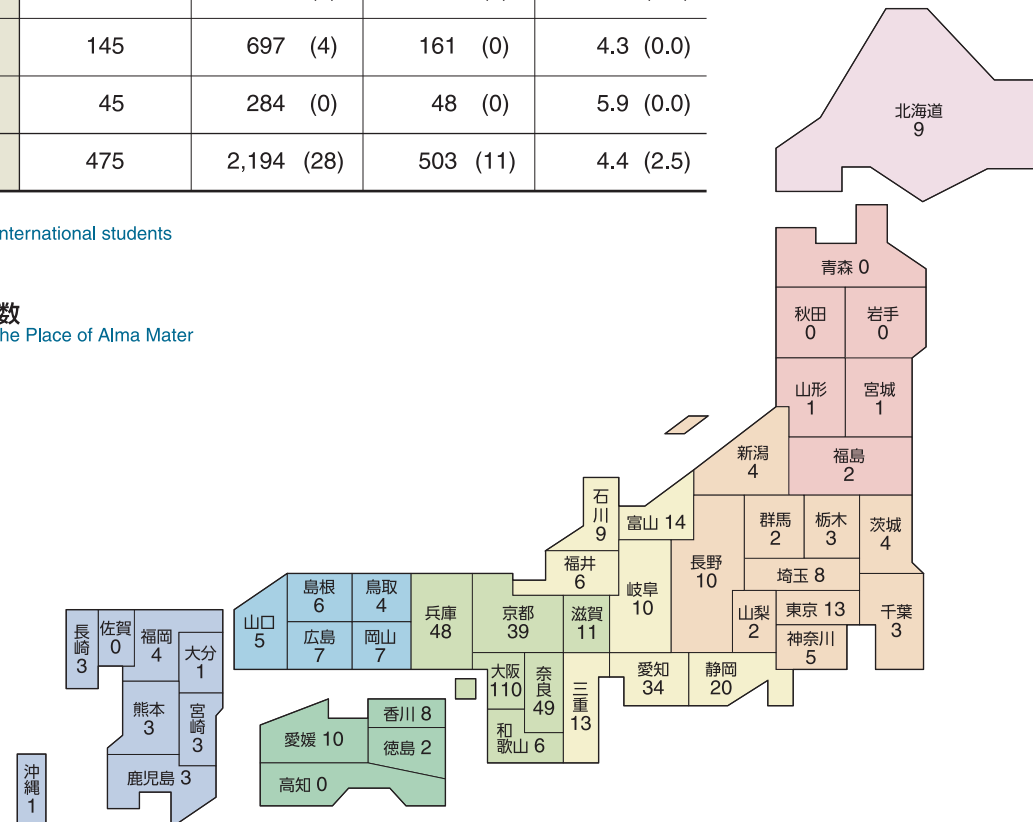 145 697 (4) 161 (0) 4.3 (0.0)
45 284 (0) 48 (0) 5.9 (0.0)
475 2,194 (28) 503 (11) 4.4 (2.5)
nternational students
数
he Place of Alma Mater
北海道
9
青森 0
秋田
0
岩手
0
山形
1
宮城
1
新潟
4
福島
2
石川
9
富山 14
群馬
2
栃木
3
茨城
4
福井
6
岐阜
10
長野
10
埼玉 8
山梨
2
東京 13
千葉
3
神奈川
5
島根
6
鳥取
4
兵庫
48
京都
39
滋賀
11
山口
5
広島
7
岡山
7
大阪
110
奈良
49
三重
13
愛知
34
静岡
20
和
歌山 6
長崎
3
佐賀
0
福岡
4
大分
1
熊本
3
宮崎
3
鹿児島 3
沖縄
1
香川 8
愛媛 10
徳島 2
高知 0